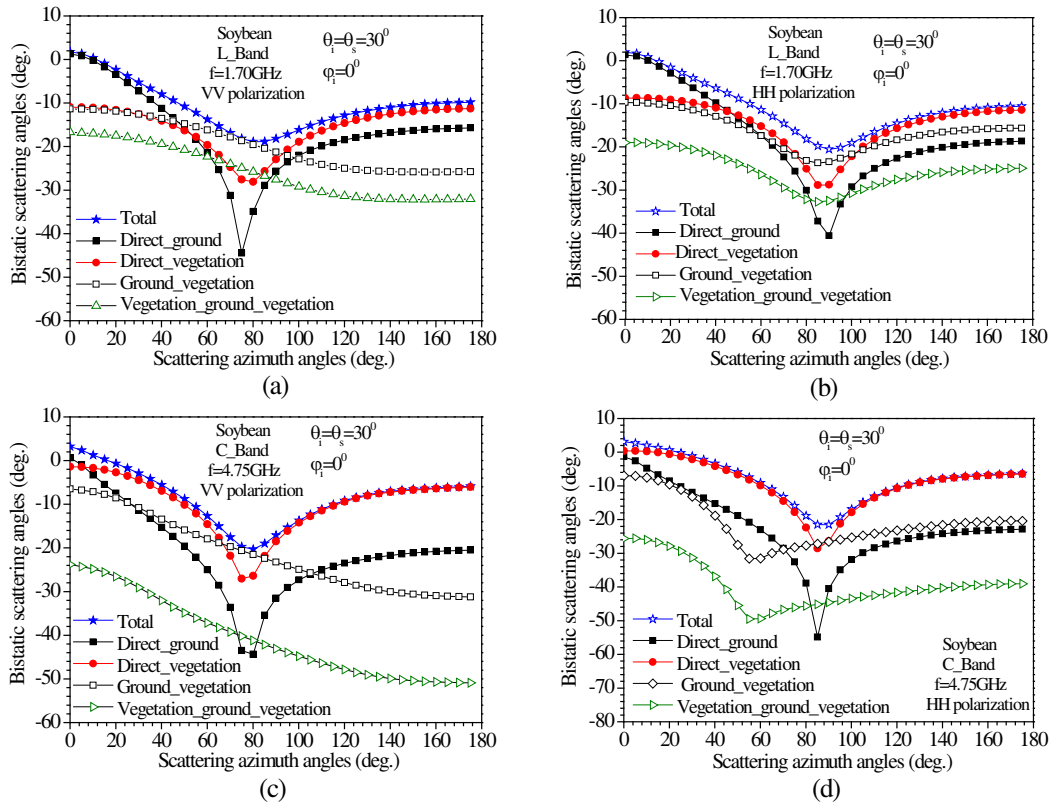 Bistatic scattering angles (deg.)
10
0
-10
-20
-30
-40
-50
-60
Soybean
L_Band
f=1.70GHz
VV polarization
θi=θs=30⁰
φi=0⁰
Total
Direct_ground
Direct_vegetation
Ground_vegetation
Vegetation_ground_vegetation
0 20 40 60 80 100 120 140 160 180
Scattering azimuth angles (deg.)
(a)
Bistatic scattering angles (deg.)
10
0
-10
-20
-30
-40
-50
-60
Soybean
L_Band
f=1.70GHz
HH polarization
θi=θs=30⁰
φi=0⁰
Total
Direct_ground
Direct_vegetation
Ground_vegetation
Vegetation_ground_vegetation
0 20 40 60 80 100 120 140 160 180
Scattering azimuth angles (deg.)
(b)
Bistatic scattering angles (deg.)
10
0
-10
-20
-30
-40
-50
-60
Soybean
C_Band
f=4.75GHz
VV polarization
θi=θs=30⁰
φi=0⁰
Total
Direct_ground
Direct_vegetation
Ground_vegetation
Vegetation_ground_vegetation
0 20 40 60 80 100 120 140 160 180
Scattering azimuth angles (deg.)
(c)
Bistatic scattering angles (deg.)
10
0
-10
-20
-30
-40
-50
-60
-70
-80
θi=θs=30⁰
φi=0⁰
Total
Direct_ground
Direct_vegetation
Ground_vegetation
Vegetation_ground_vegetation
Soybean
C_Band
f=4.75GHz
HH polarization
0 20 40 60 80 100 120 140 160 180
Scattering azimuth angles (deg.)
(d)